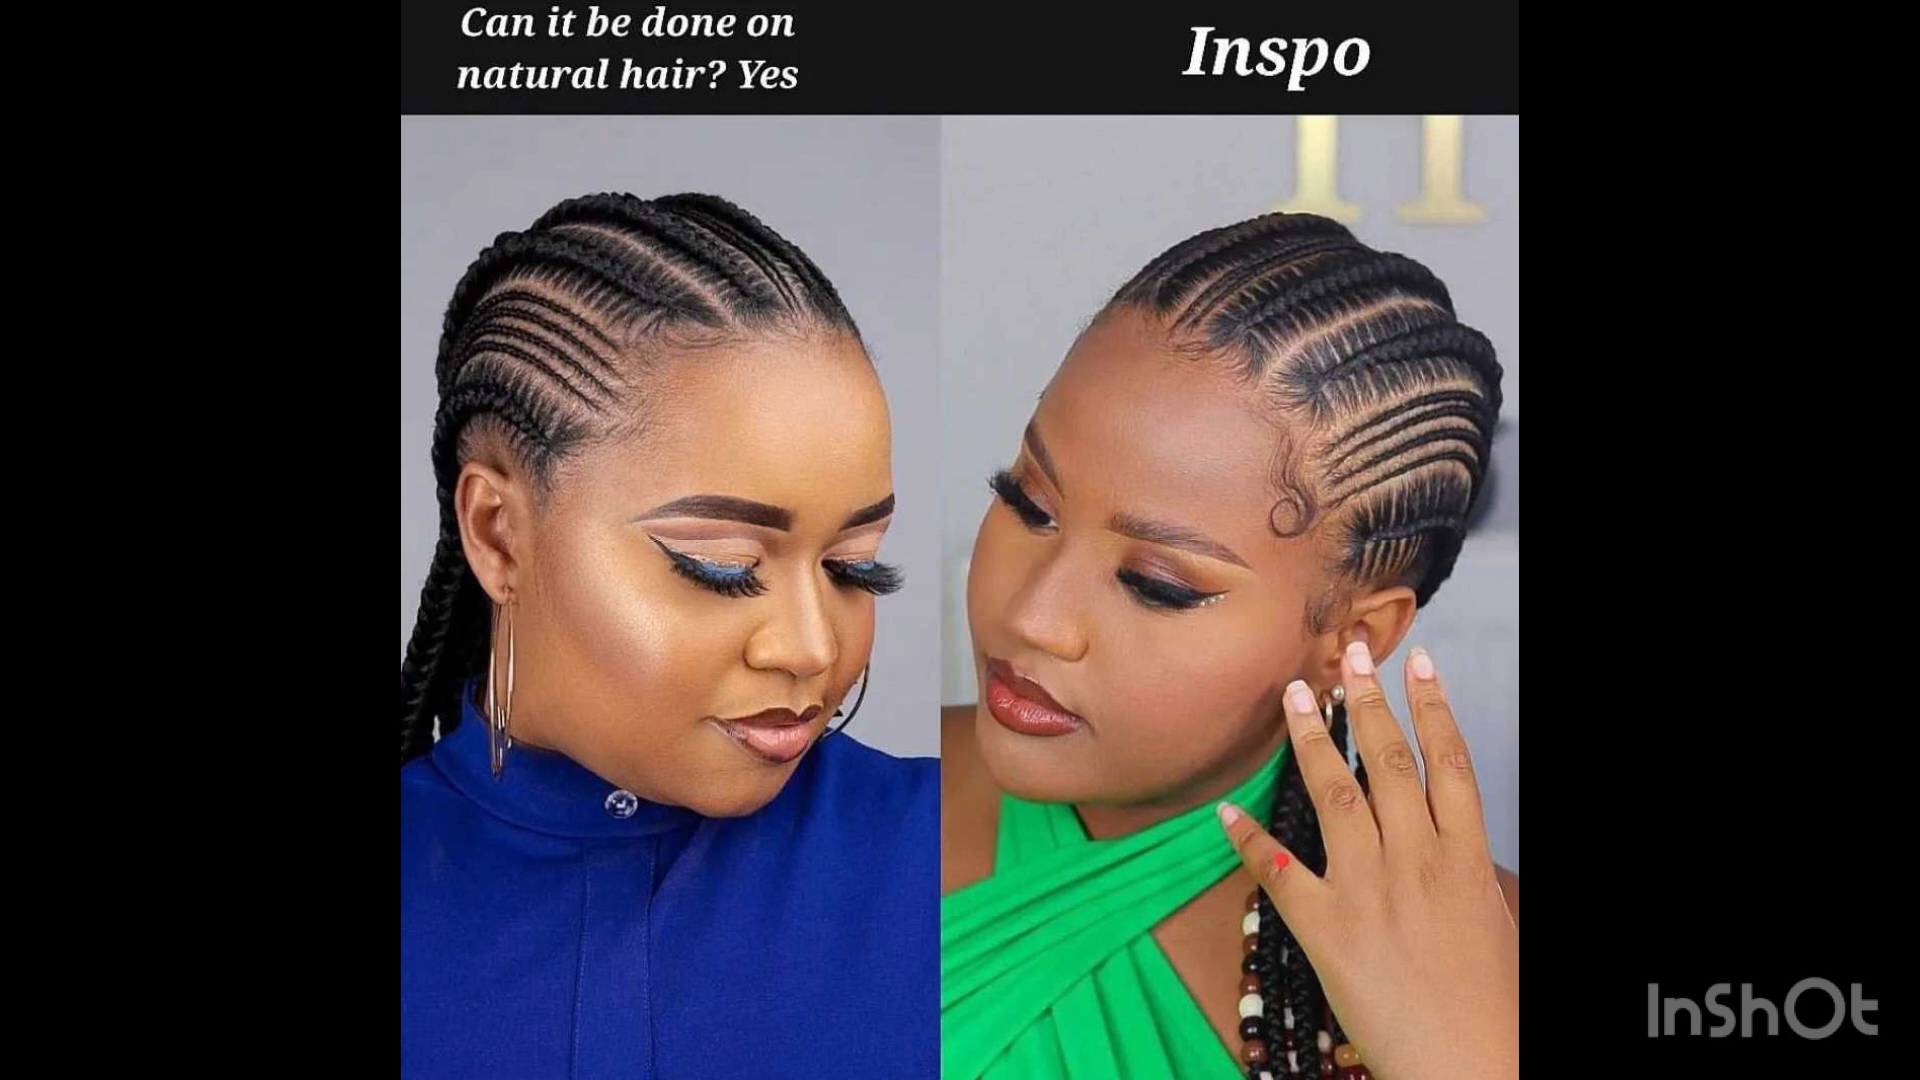 Can it be done on
natural hair? Yes
Inspo
InShOt